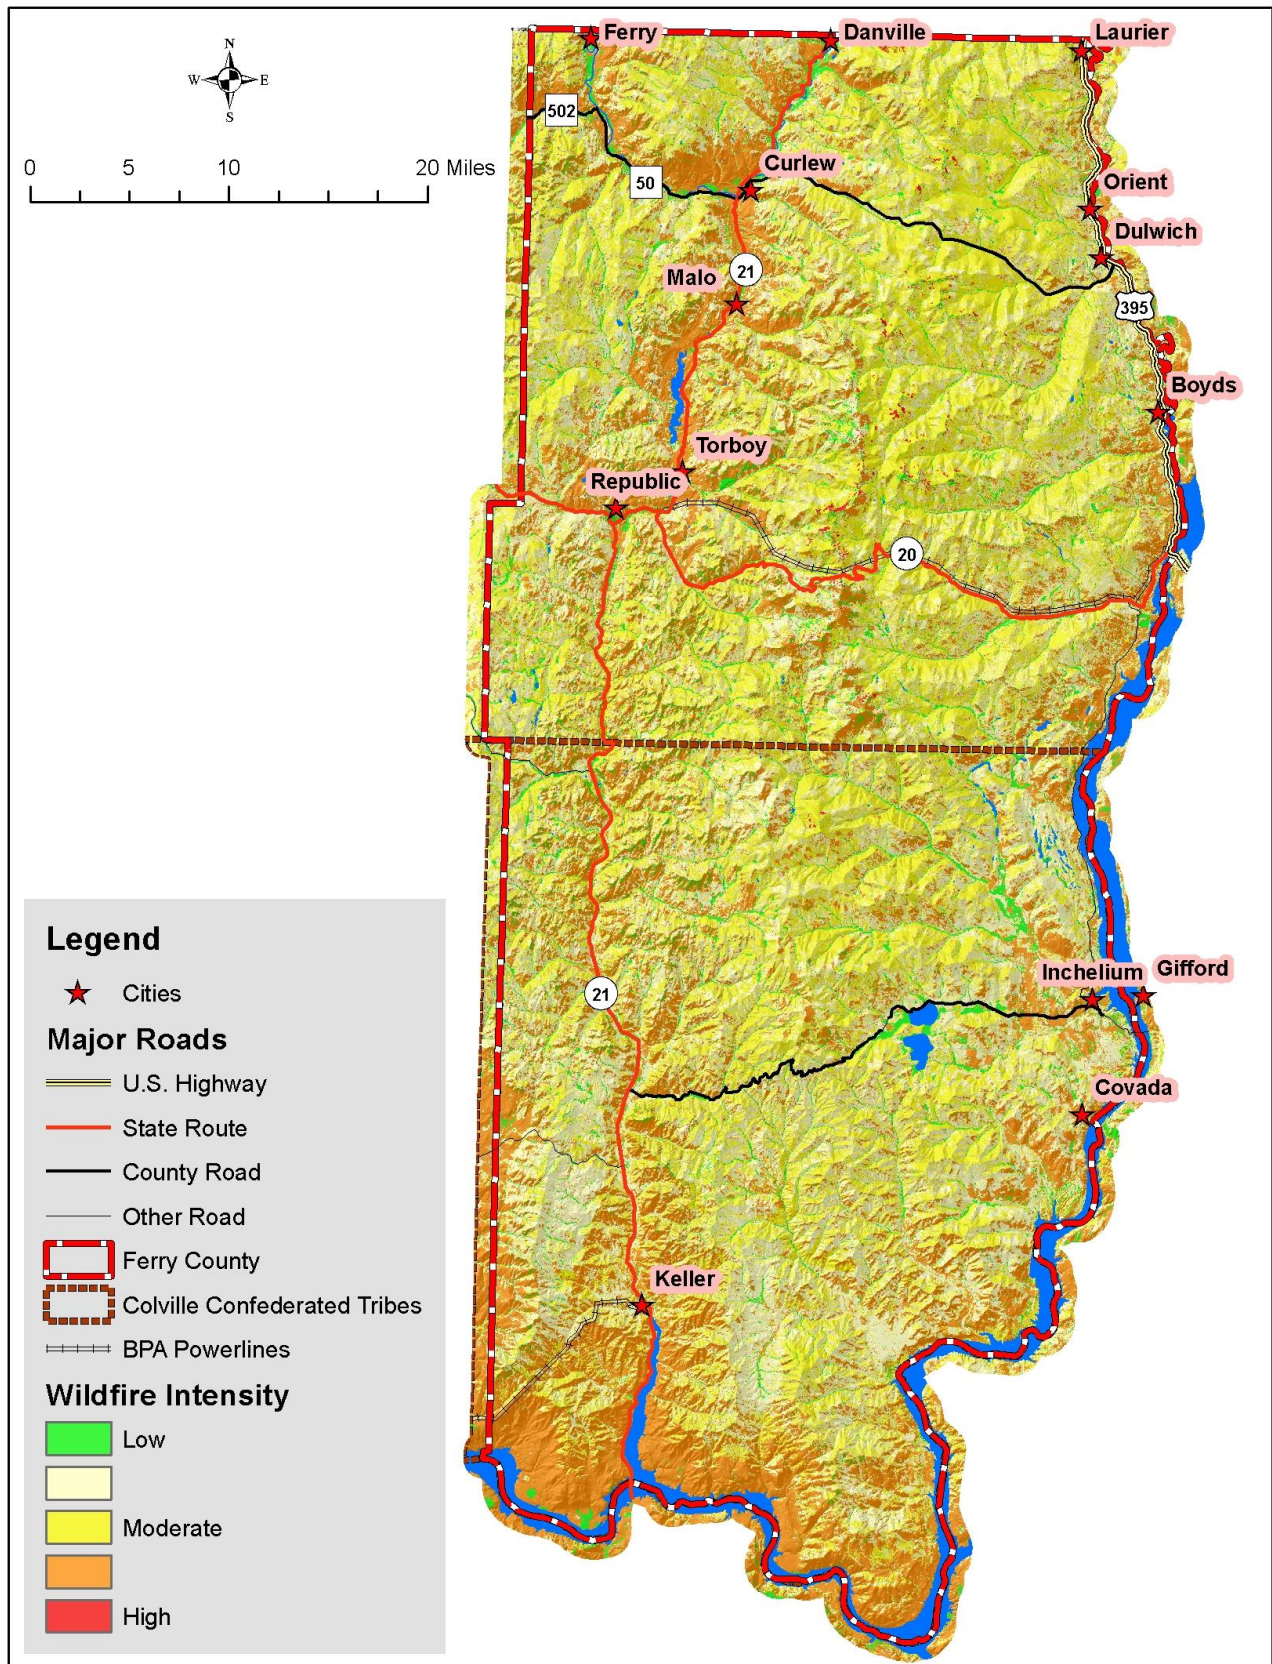 Ferry
Danville
Laurier
N
W
E
S
502
0
5
10
20 Miles
Curlew
50
Orient
Dulwich
21
Malo
395
Boyds
Torboy
Republic
20
Legend
Cities
Major Roads
U.S. Highway
State Route
County Road
Other Road
Ferry County
Colville Confederated Tribes
BPA Powerlines
Wildfire Intensity
Low
Moderate
High
Inchelium
Gifford
21
Covada
Keller